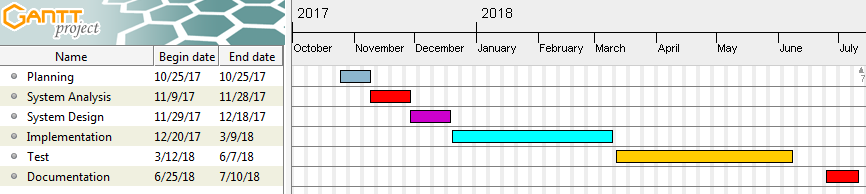 GANTT
project
2017 2018
October November December January February March April May June July
Name Begin date End date
Planning 10/25/17 10/25/17
System Analysis 11/9/17 11/28/17
System Design 11/29/17 12/18/17
Implementation 12/20/17 3/9/18
Test 3/12/18 6/7/18
Documentation 6/25/18 7/10/18
7